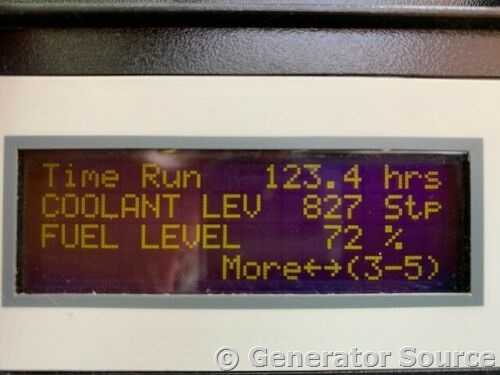 Time Run 123.4 hrs
COOLANT LEV 827 Stp
FUEL LEVEL 72 %
More←→(3-5)
© Generator Source